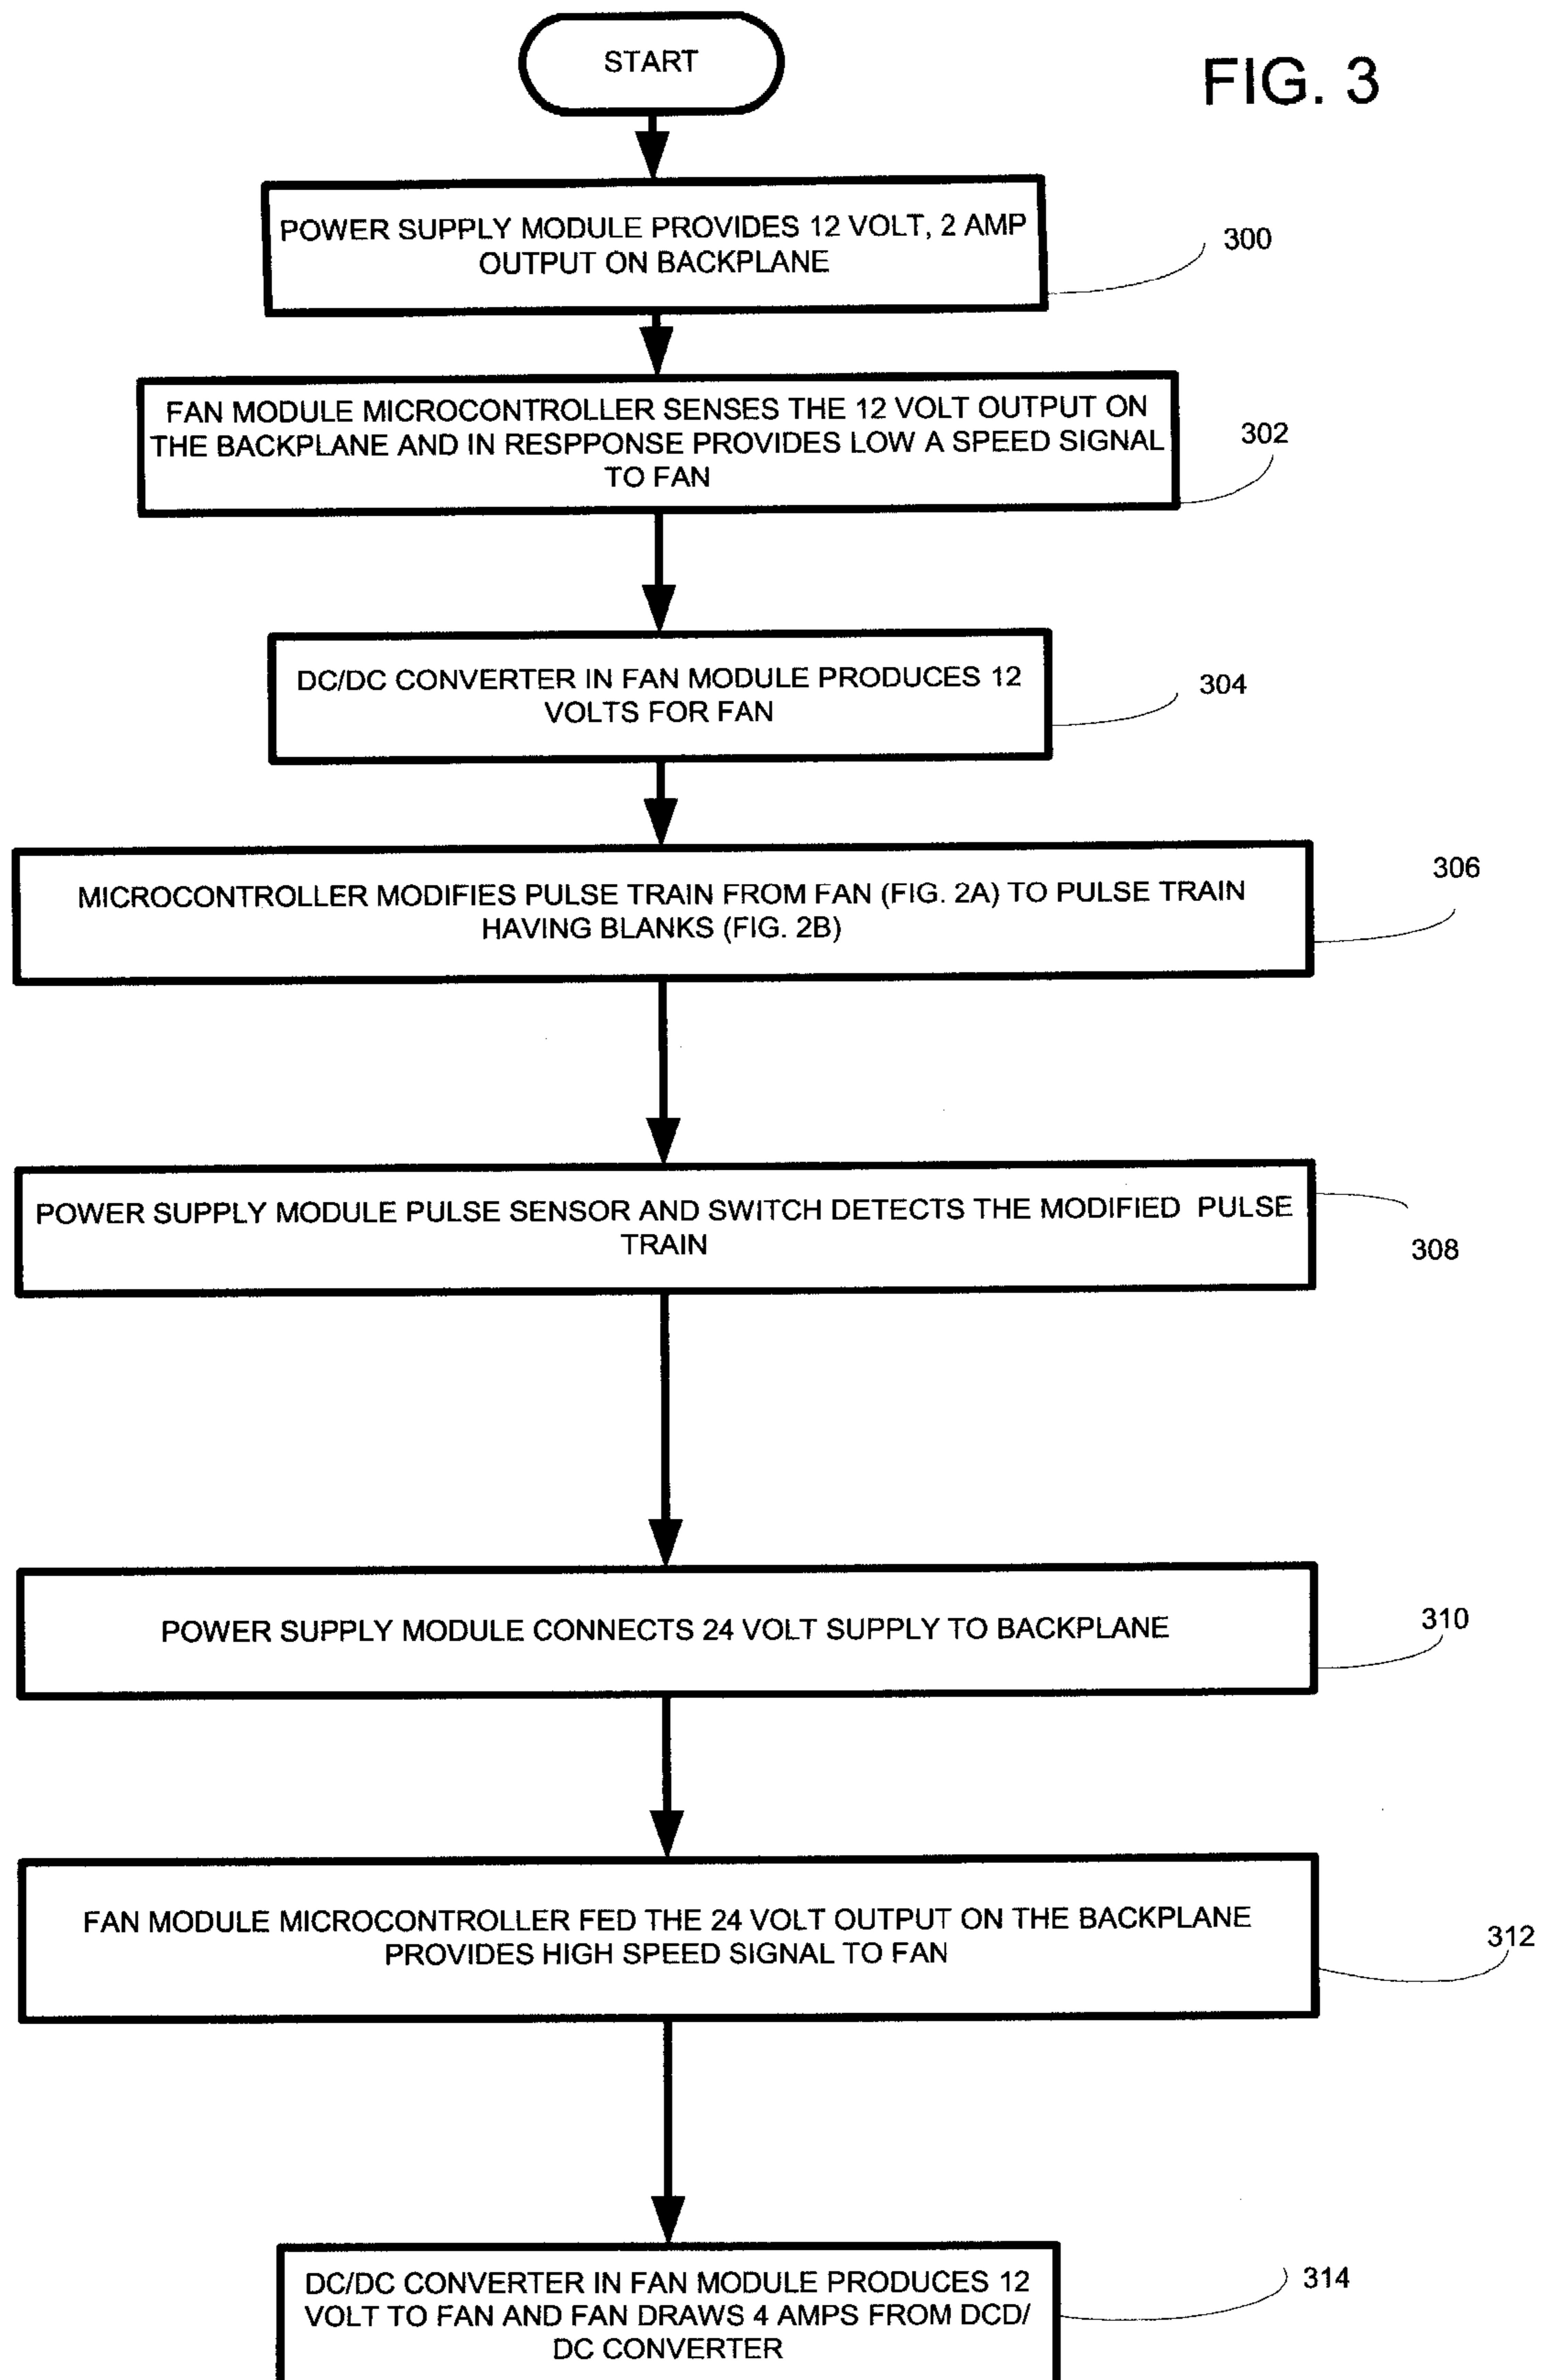 START
FIG. 3
POWER SUPPLY MODULE PROVIDES 12 VOLT, 2 AMP
OUTPUT ON BACKPLANE
300
FAN MODULE MICROCONTROLLER SENSES THE 12 VOLT OUTPUT ON
THE BACKPLANE AND IN RESPPONSE PROVIDES LOW A SPEED SIGNAL
TO FAN
302
DC/DC CONVERTER IN FAN MODULE PRODUCES 12
VOLTS FOR FAN
304
MICROCONTROLLER MODIFIES PULSE TRAIN FROM FAN (FIG. 2A) TO PULSE TRAIN
HAVING BLANKS (FIG. 2B)
306
POWER SUPPLY MODULE PULSE SENSOR AND SWITCH DETECTS THE MODIFIED PULSE
TRAIN
308
POWER SUPPLY MODULE CONNECTS 24 VOLT SUPPLY TO BACKPLANE
310
FAN MODULE MICROCONTROLLER FED THE 24 VOLT OUTPUT ON THE BACKPLANE
PROVIDES HIGH SPEED SIGNAL TO FAN
312
DC/DC CONVERTER IN FAN MODULE PRODUCES 12
VOLT TO FAN AND FAN DRAWS 4 AMPS FROM DCD/
DC CONVERTER
314